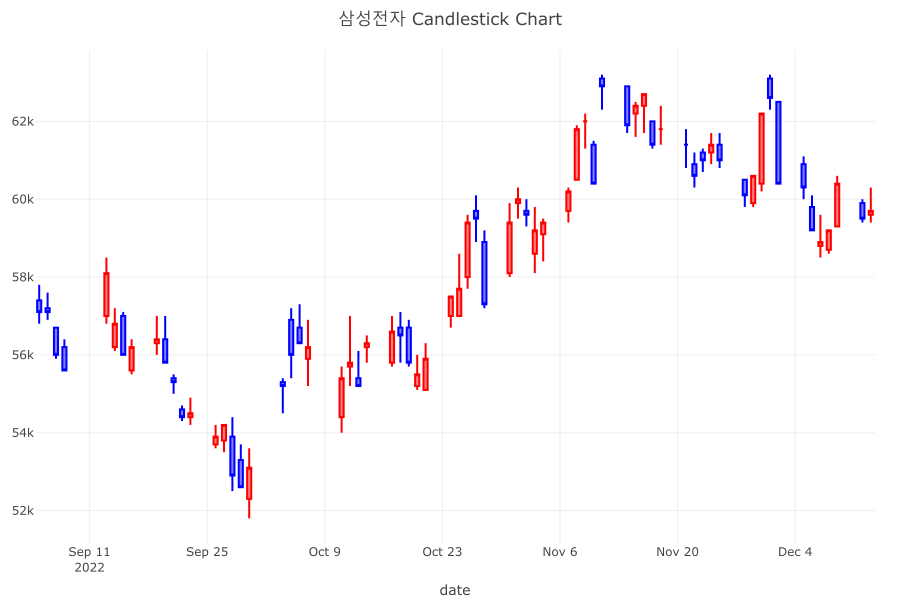 삼성전자 Candlestick Chart
62k
60k
58k
56k
54k
52k
Sep 11
2022
Sep 25
Oct 9
Oct 23
Nov 6
Nov 20
Dec 4
date